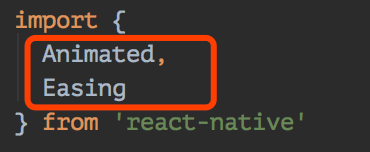 import {
Animated,
Easing
} from 'react-native'